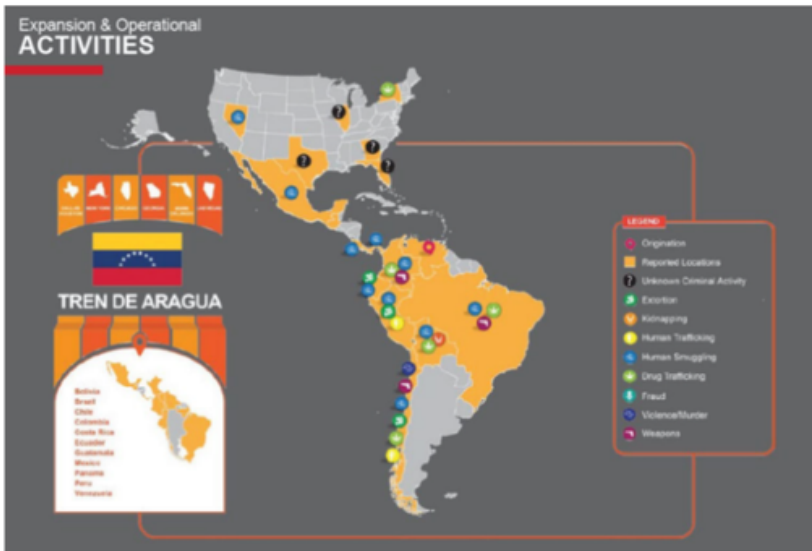 Expansion & Operational
ACTIVITIES
TREN DE ARAGUA
Bolivia
Brasil
Chile
Colombia
Costa Rica
Ecuador
Guatemala
Mexico
Panama
Peru
Venezuela
LEGEND
Origination
Reported Locations
Unknown Criminal Activity
Extortion
Kidnapping
Human Trafficking
Human Smuggling
Drug Trafficking
Fraud
Violence/Murder
Weapons